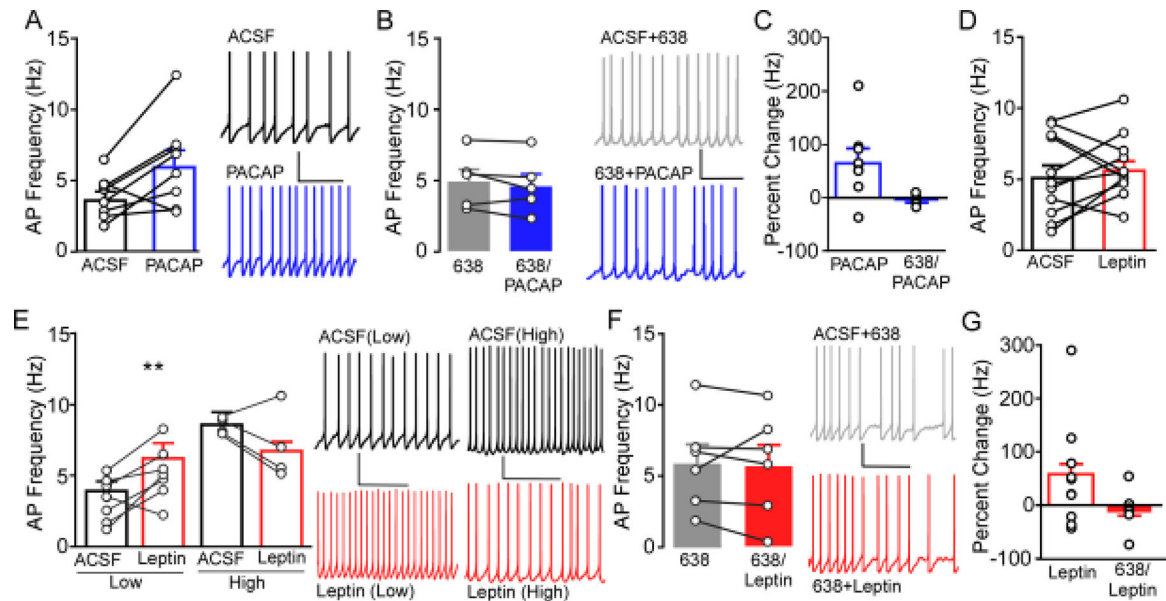 A
AP Frequency (Hz)
15
10
5
0
ACSF
PACAP
ACSF
PACAP
B
AP Frequency (Hz)
15
10
5
0
638
638/
PACAP
ACSF+638
638+PACAP
C
Percent Change (Hz)
300
200
100
0
-100
PACAP
638/
PACAP
D
AP Frequency (Hz)
15
10
5
0
ACSF
Leptin
E
AP Frequency (Hz)
15
10
5
0
**
ACSF
Leptin
ACSF
Leptin
Low
High
ACSF(Low)
ACSF(High)
Leptin (Low)
Leptin (High)
F
AP Frequency (Hz)
15
10
5
0
638
638/
Leptin
ACSF+638
638+Leptin
G
Percent Change (Hz)
300
200
100
0
-100
Leptin
638/
Leptin